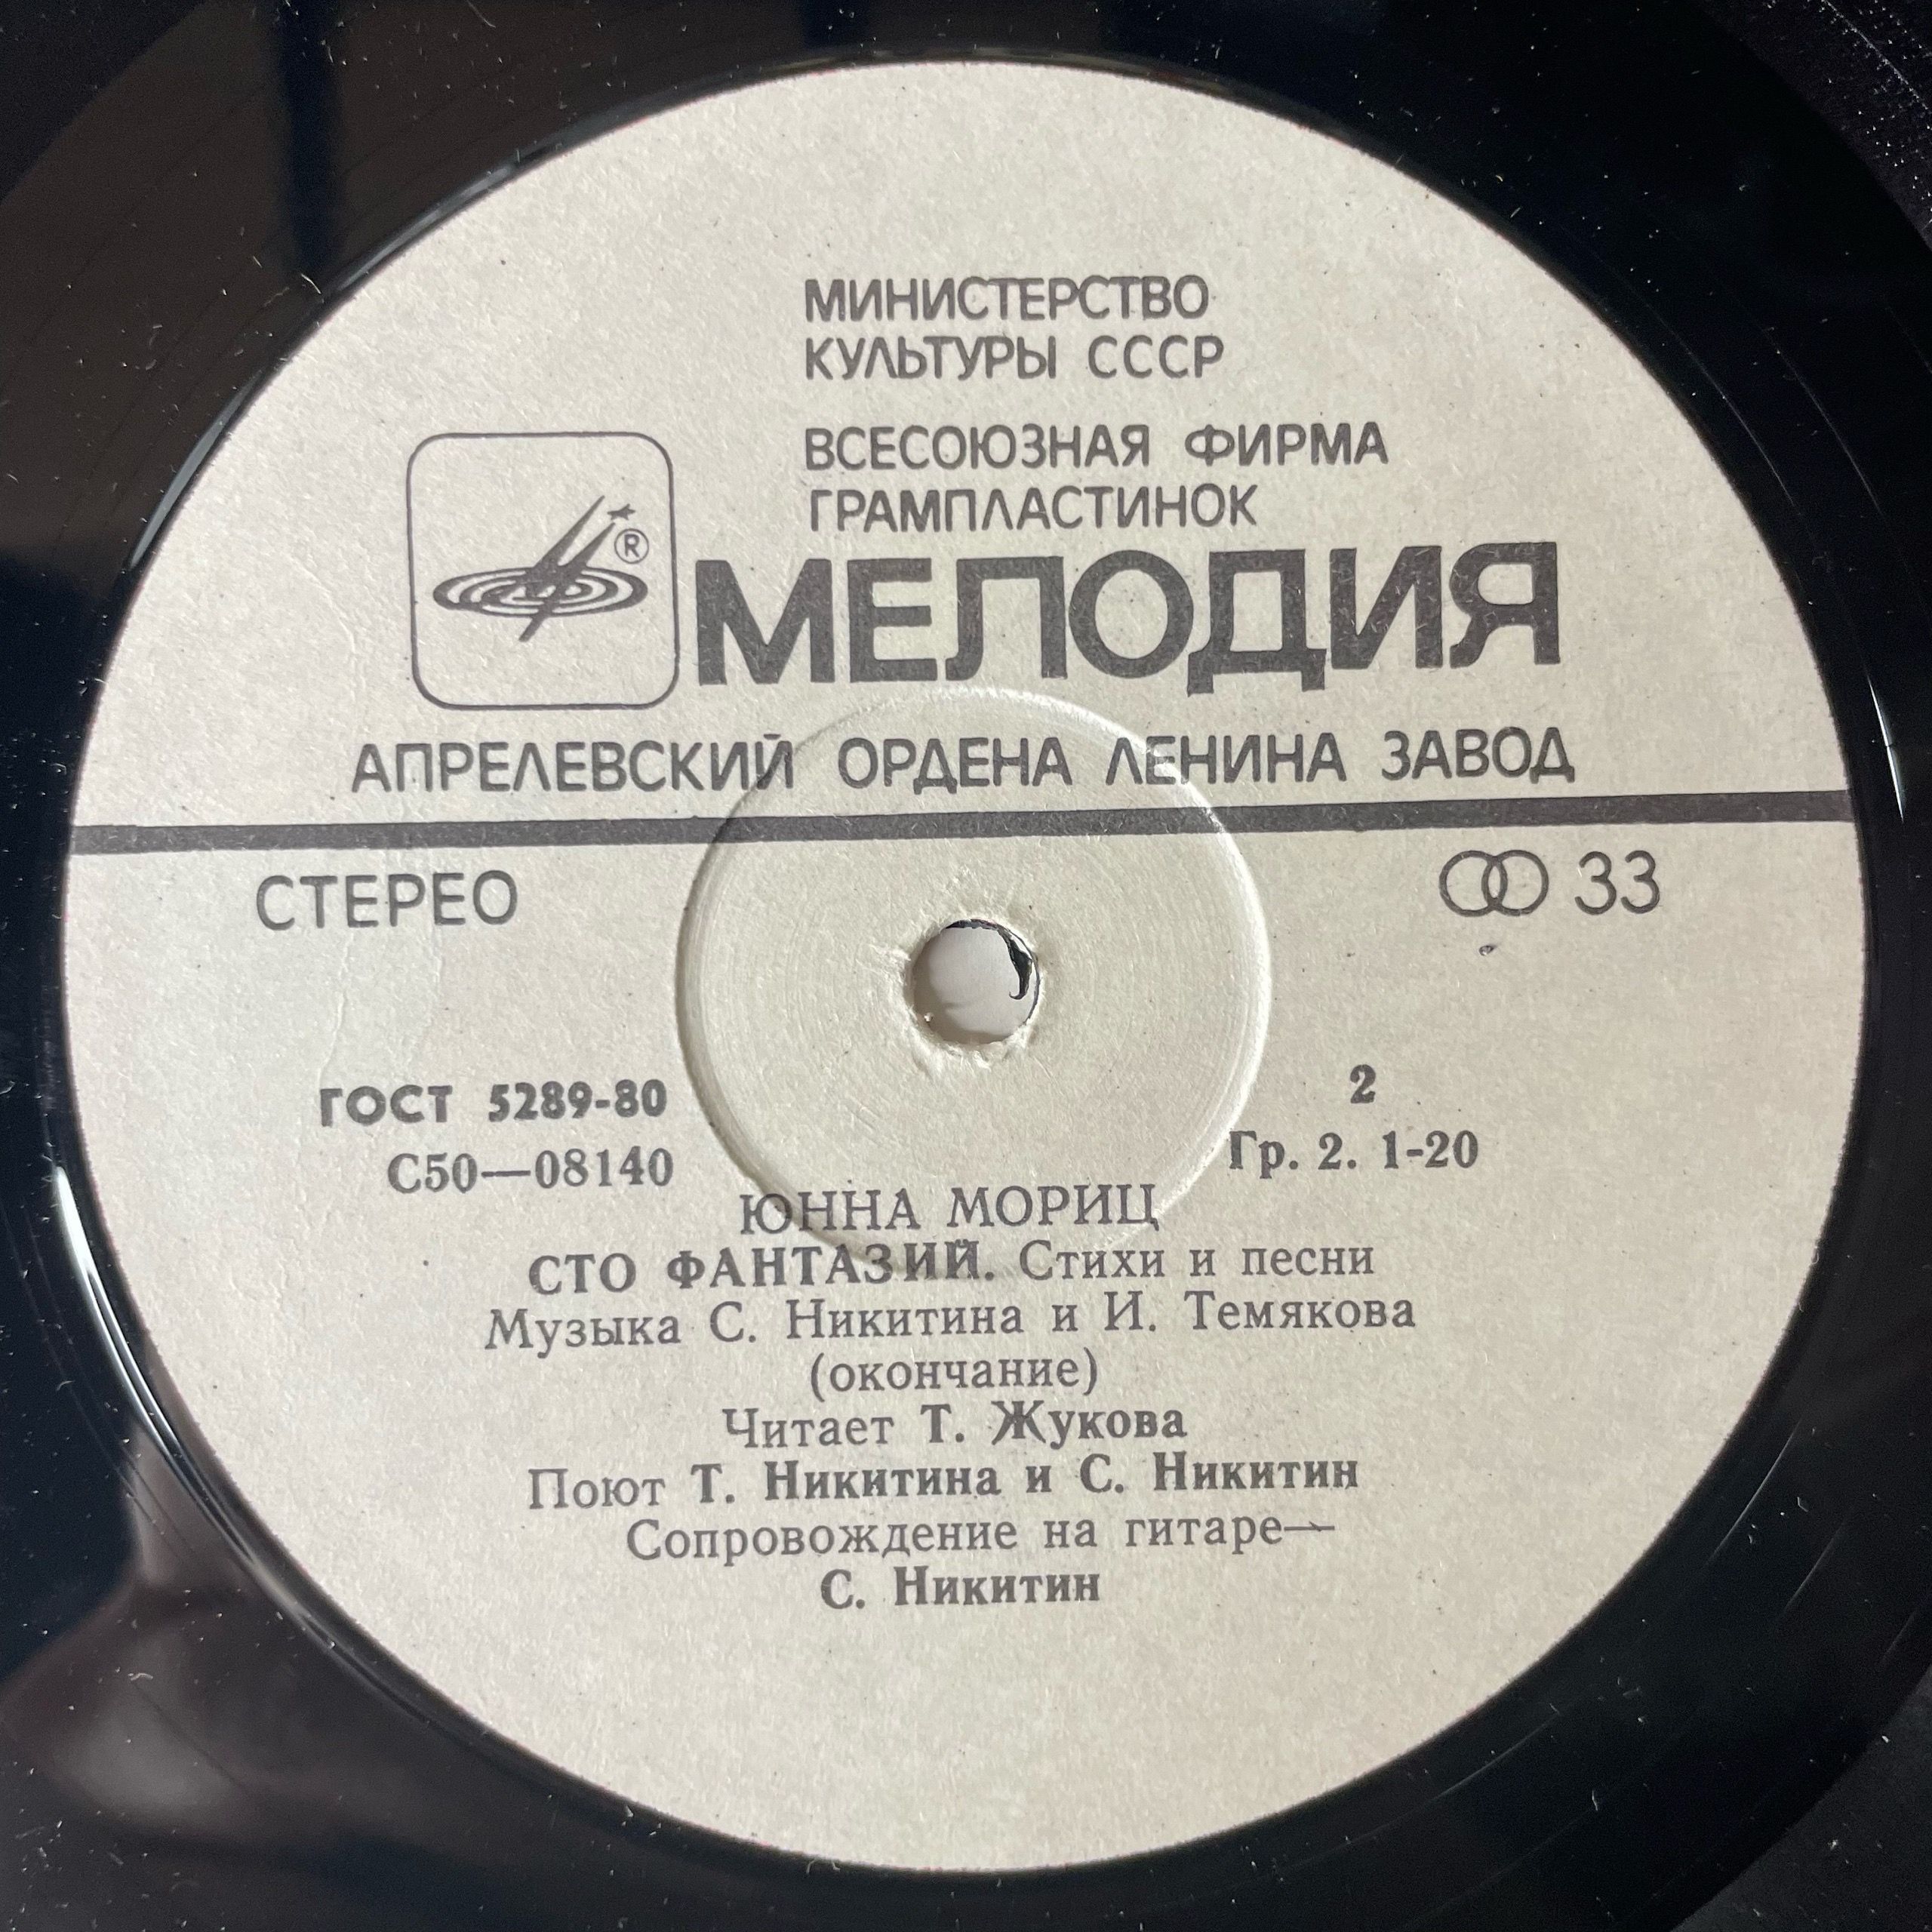 МИНИСТЕРСТВО
КУЛЬТУРЫ СССР
ВСЕСОЮЗНАЯ ФИРМА
ГРАМПЛАСТИНОК
®
МЕЛОДИЯ
АПРЕЛЕВСКИЙ ОРДЕНА ЛЕНИНА ЗАВОД
СТЕРЕО
33
ГОСТ 5289-80
2
С50—08140
Гр. 2. 1-20
ЮННА МОРИЦ
СТО ФАНТАЗИЙ. Стихи и песни
Музыка С. Никитина и И. Темякова
(окончание)
Читает Т. Жукова
Поют Т. Никитина и С. Никитин
Сопровождение на гитаре—
С. Никитин